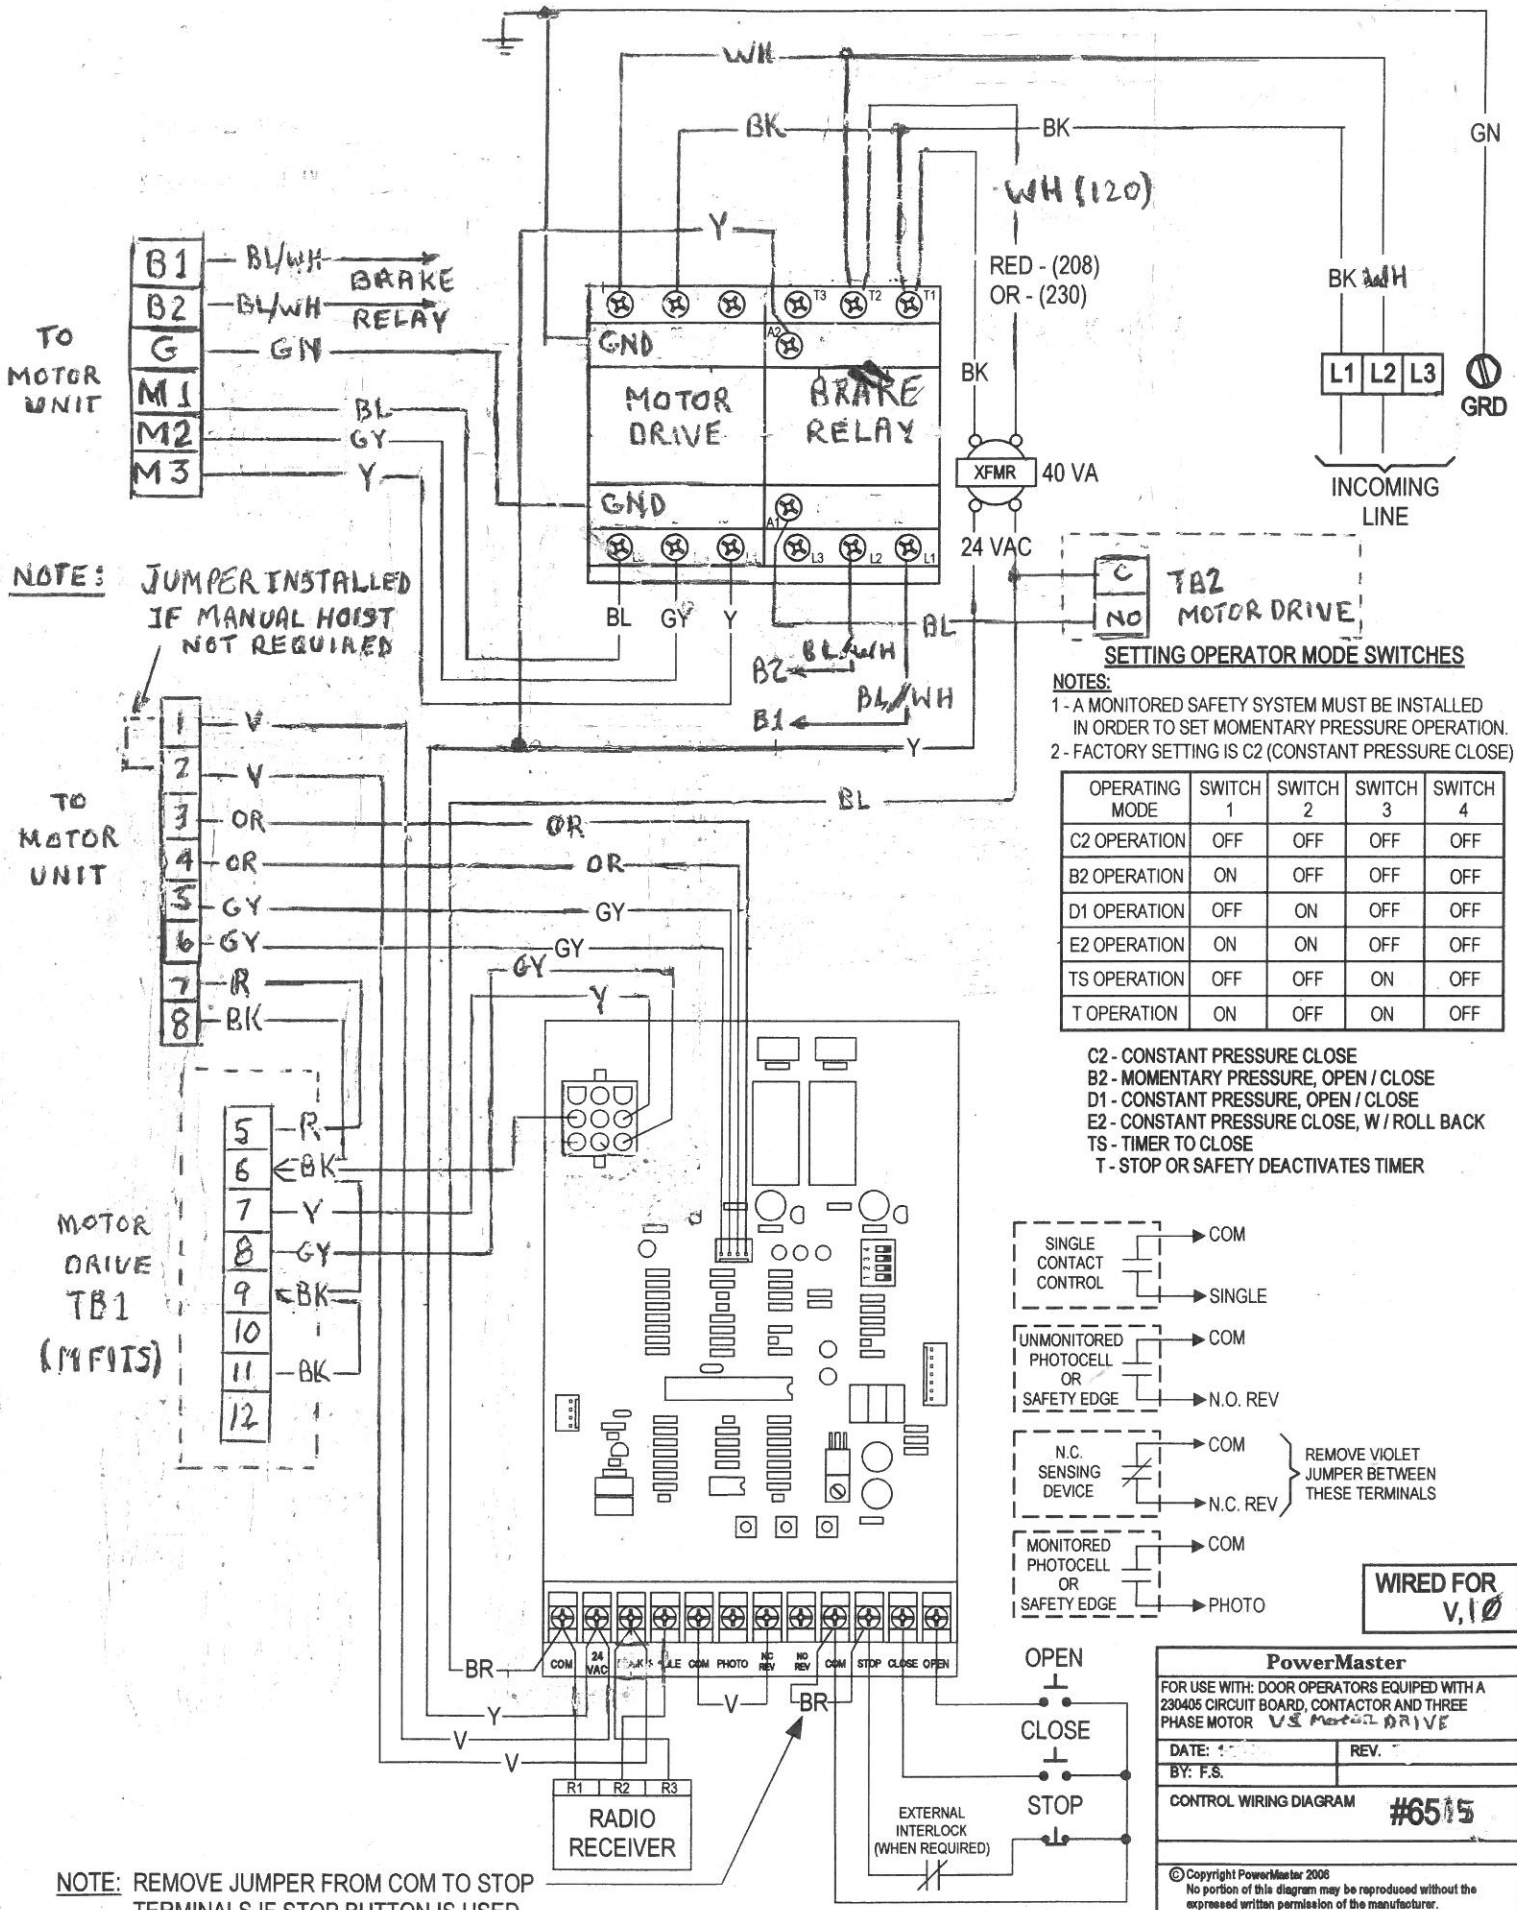 WH
BK
BK
GN
WH (120)
Y
RED - (208)
OR - (230)
BK WH
B1 BL/WH BRAKE
B2 BL/WH RELAY
G GN
M1 BL
M2 GY
M3 Y
TO
MOTOR
UNIT
T3 T2 T1
A2
GND
MOTOR
DRIVE
BRAKE
RELAY
GND
A1
L3 L2 L1
BK
XFMR 40 VA
24 VAC
L1 L2 L3
GRD
INCOMING
LINE
C
NO
TB2
MOTOR DRIVE
BL GY Y
BL
BL/WH
B2
BL/WH
B1
Y
BL
NOTE: JUMPER INSTALLED
IF MANUAL HOIST
NOT REQUIRED
TO
MOTOR
UNIT
1 V
2 V
3 OR OR
4 OR OR
5 GY GY
6 GY GY
7 R
8 BK
GY
Y
MOTOR
DRIVE
TB1
(MFITS)
5 R
6 BK
7 Y
8 GY
9 BK
10
11 BK
12
SETTING OPERATOR MODE SWITCHES
NOTES:
1 - A MONITORED SAFETY SYSTEM MUST BE INSTALLED
IN ORDER TO SET MOMENTARY PRESSURE OPERATION.
2 - FACTORY SETTING IS C2 (CONSTANT PRESSURE CLOSE)
OPERATING MODE SWITCH 1 SWITCH 2 SWITCH 3 SWITCH 4
C2 OPERATION OFF OFF OFF OFF
B2 OPERATION ON OFF OFF OFF
D1 OPERATION OFF ON OFF OFF
E2 OPERATION ON ON OFF OFF
TS OPERATION OFF OFF ON OFF
T OPERATION ON OFF ON OFF
C2 - CONSTANT PRESSURE CLOSE
B2 - MOMENTARY PRESSURE, OPEN / CLOSE
D1 - CONSTANT PRESSURE, OPEN / CLOSE
E2 - CONSTANT PRESSURE CLOSE, W / ROLL BACK
TS - TIMER TO CLOSE
T - STOP OR SAFETY DEACTIVATES TIMER
1 2 3 4
SINGLE
CONTACT
CONTROL
COM
SINGLE
UNMONITORED
PHOTOCELL
OR
SAFETY EDGE
COM
N.O. REV
N.C.
SENSING
DEVICE
COM
N.C. REV
REMOVE VIOLET
JUMPER BETWEEN
THESE TERMINALS
MONITORED
PHOTOCELL
OR
SAFETY EDGE
COM
PHOTO
COM 24 VAC COM PHOTO NC REV NO REV COM STOP CLOSE OPEN
BR
Y
V
V
V
BR
R1 R2 R3
RADIO
RECEIVER
OPEN
CLOSE
STOP
EXTERNAL
INTERLOCK
(WHEN REQUIRED)
WIRED FOR
V,10
PowerMaster
FOR USE WITH: DOOR OPERATORS EQUIPED WITH A
230405 CIRCUIT BOARD, CONTACTOR AND THREE
PHASE MOTOR VS MOTOR DRIVE
DATE: REV.
BY: F.S.
CONTROL WIRING DIAGRAM #6515
© Copyright PowerMaster 2006
No portion of this diagram may be reproduced without the
expressed written permission of the manufacturer.
NOTE: REMOVE JUMPER FROM COM TO STOP
TERMINALS IF STOP BUTTON IS USED